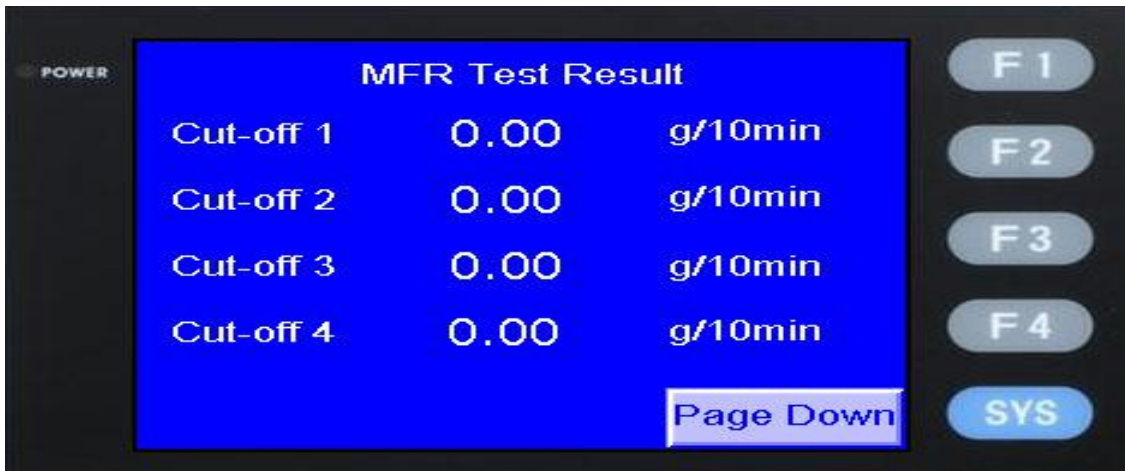 POWER
MFR Test Result
Cut-off 1 0.00 g/10min
Cut-off 2 0.00 g/10min
Cut-off 3 0.00 g/10min
Cut-off 4 0.00 g/10min
Page Down
F1
F2
F3
F4
SYS